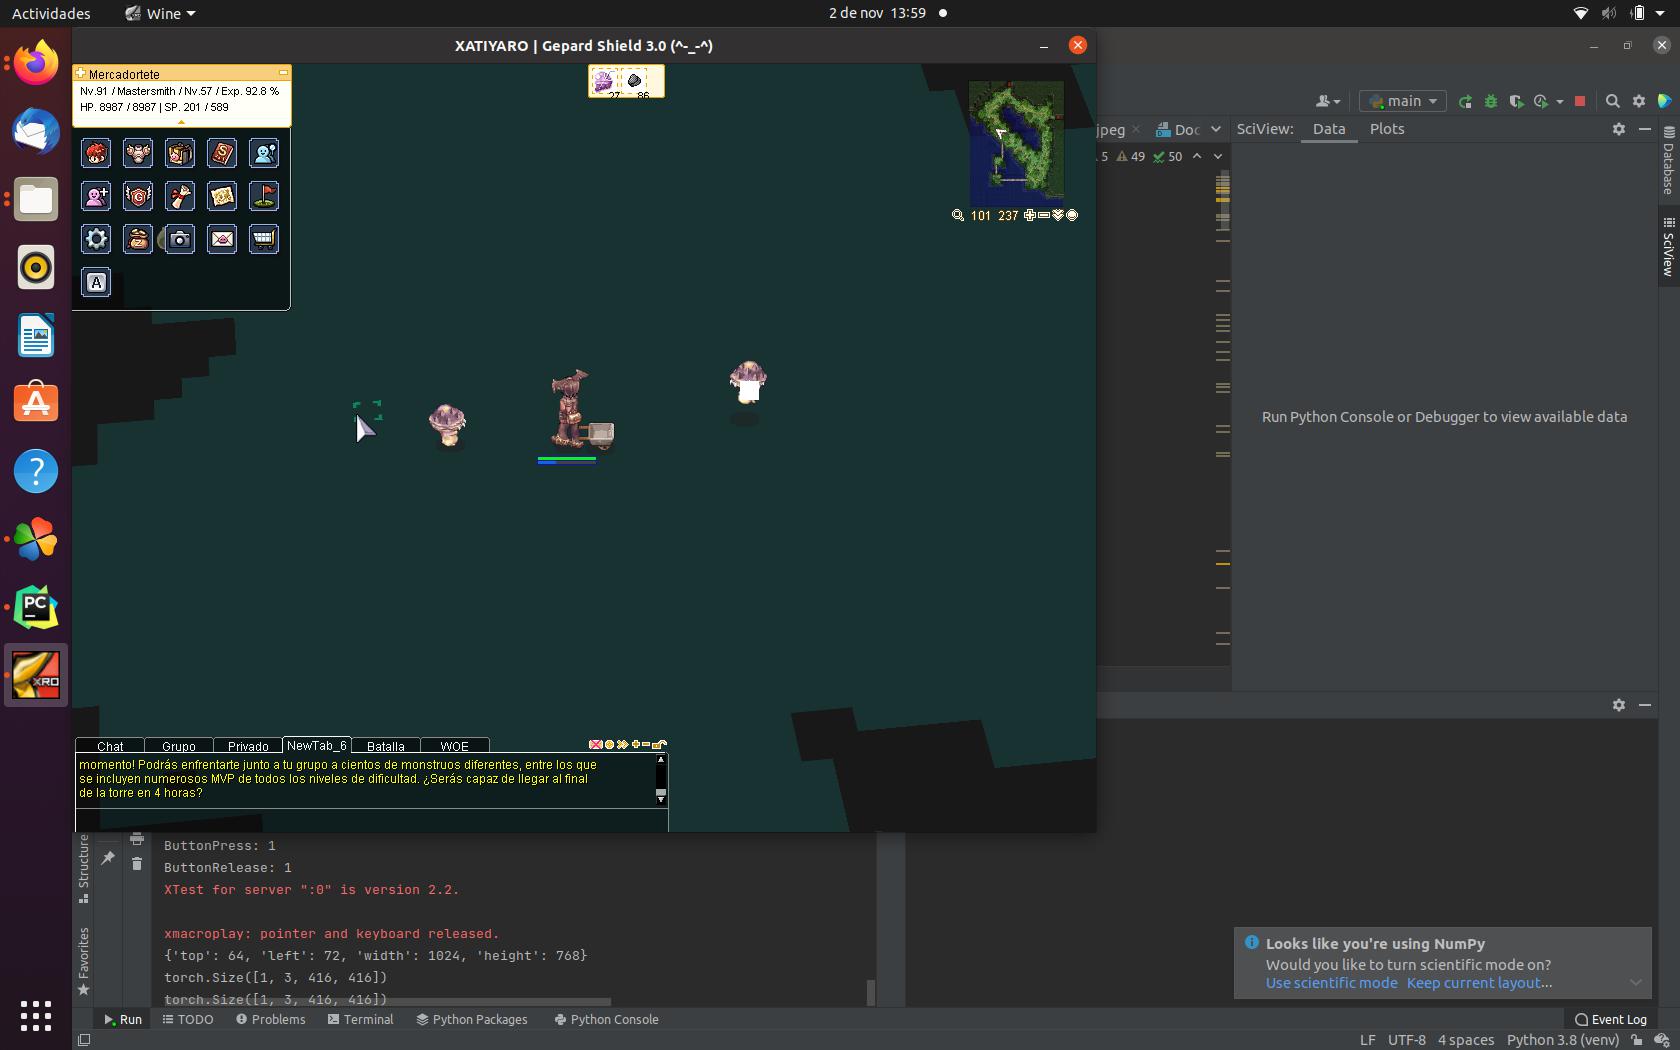 Actividades
Wine
2 de nov 13:59
XATIYARO | Gepard Shield 3.0 (^-_-^)
Mercadortete
Nv.91 / Mastersmith / Nv.57 / Exp. 92.8 %
HP. 8987 / 8987 | SP. 201 / 589
27 86
A
101 237
main
jpeg
Doc
SciView:
Data
Plots
5
49
50
Database
SciView
Run Python Console or Debugger to view available data
PC
XRO
Chat
Grupo
Privado
NewTab_6
Batalla
WOE
momento! Podrás enfrentarte junto a tu grupo a cientos de monstruos diferentes, entre los que
se incluyen numerosos MVP de todos los niveles de dificultad. ¿Serás capaz de llegar al final
de la torre en 4 horas?
Structure
Favorites
ButtonPress: 1
ButtonRelease: 1
XTest for server ":0" is version 2.2.
xmacroplay: pointer and keyboard released.
{'top': 64, 'left': 72, 'width': 1024, 'height': 768}
torch.Size([1, 3, 416, 416])
torch.Size([1, 3, 416, 416])
Looks like you're using NumPy
Would you like to turn scientific mode on?
Use scientific mode Keep current layout...
Run
TODO
Problems
Terminal
Python Packages
Python Console
Event Log
LF UTF-8 4 spaces Python 3.8 (venv)